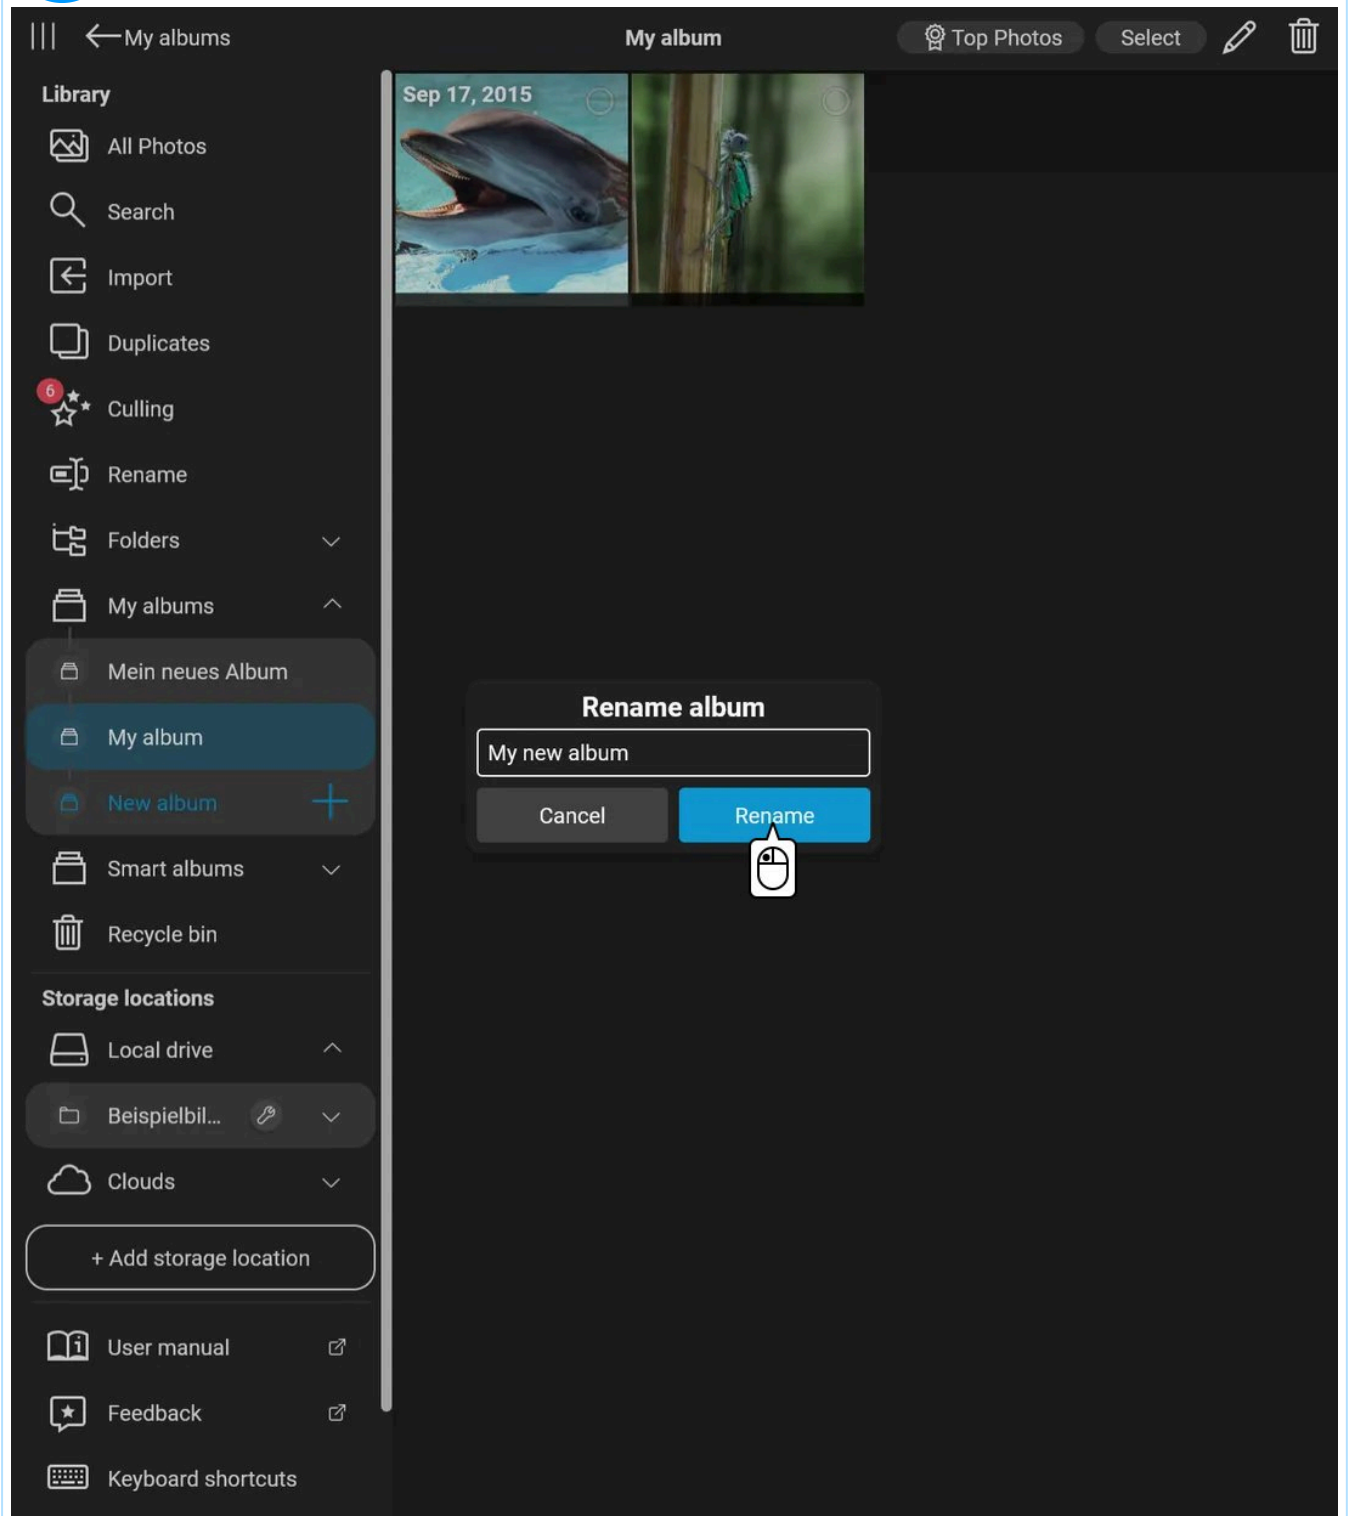 My albums
My album
Top Photos
Select
Library
All Photos
Search
Import
Duplicates
6
Culling
Rename
Folders
My albums
Mein neues Album
My album
New album
Smart albums
Recycle bin
Storage locations
Local drive
Beispielbil...
Clouds
+ Add storage location
User manual
Feedback
Keyboard shortcuts
Sep 17, 2015
Rename album
My new album
Cancel
Rename